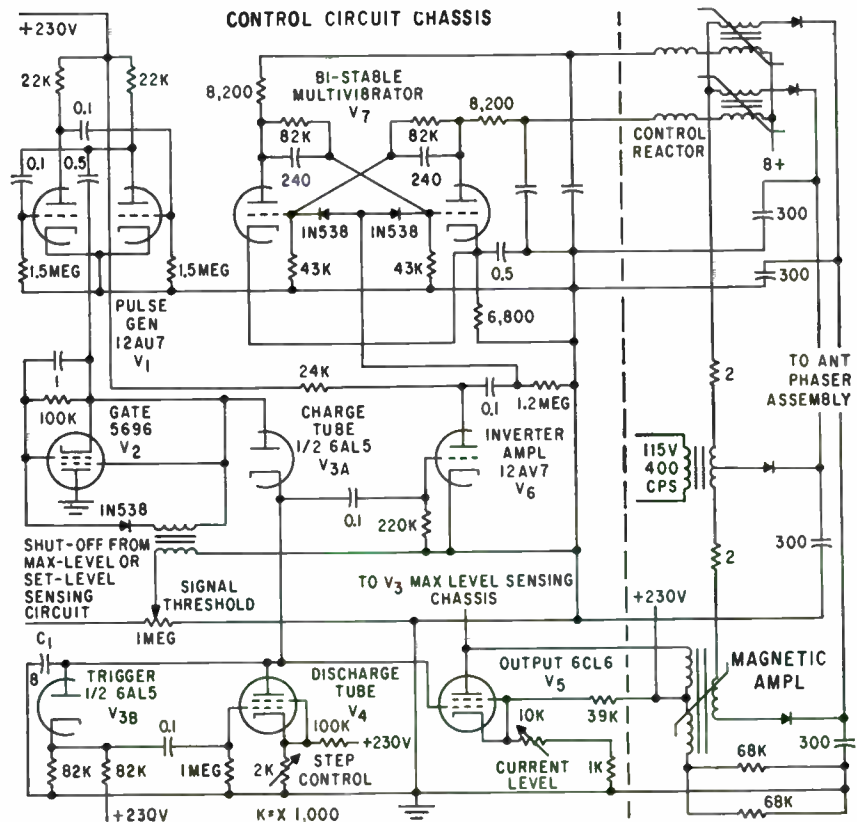 CONTROL CIRCUIT CHASSIS
+230V
22K
22K
0.1
0.1
0.5
1.5MEG
1.5MEG
PULSE
GEN
12AU7
V1
8,200
BI-STABLE
MULTIVIBRATOR
V7
82K
82K
8,200
240
240
1N538
1N538
43K
43K
0.5
6,800
CONTROL
REACTOR
8+
300
300
1
100K
GATE
5696
V2
24K
CHARGE
TUBE
1/2 6AL5
V3A
0.1
1.2MEG
INVERTER
AMPL
12AV7
V6
0.1
220K
2
TO ANT
PHASER
ASSEMBLY
115V
400
CPS
2
300
1N538
SHUT-OFF FROM
MAX-LEVEL OR
SET-LEVEL
SENSING
CIRCUIT
SIGNAL
THRESHOLD
1MEG
TO V3 MAX LEVEL SENSING
CHASSIS
+230V
C1
8
TRIGGER
1/2 6AL5
V3B
0.1
82K
82K
+230V
1MEG
DISCHARGE
TUBE
V4
100K
+230V
2K
STEP
CONTROL
K=X 1,000
OUTPUT 6CL6
V5
39K
10K
CURRENT
LEVEL
1K
MAGNETIC
AMPL
300
68K
68K